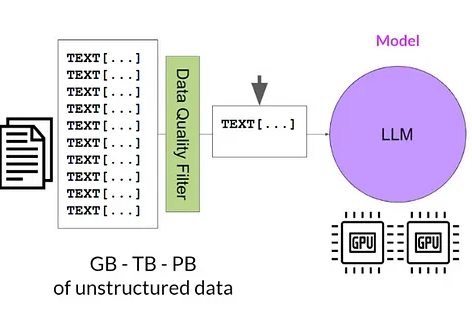 Model
TEXT[...]
TEXT[...]
TEXT[...]
TEXT[...]
TEXT[...]
TEXT[...]
TEXT[...]
TEXT[...]
TEXT[...]
TEXT[...]
Data Quality Filter
TEXT[...]
LLM
GPU
GPU
GB - TB - PB
of unstructured data